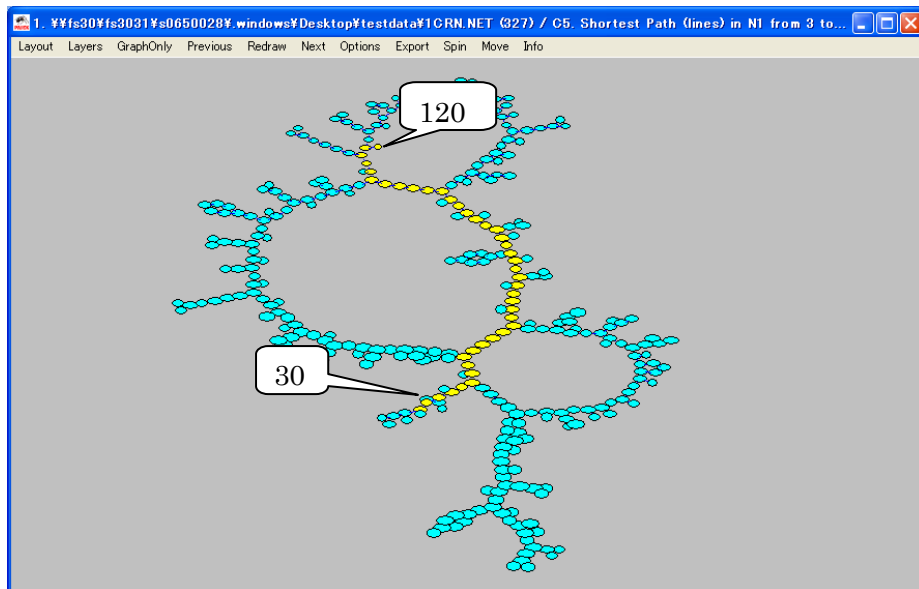 1. ¥¥fs30¥fs3031¥s0650028¥.windows¥Desktop¥testdata¥1CRN.NET (327) / C5. Shortest Path (lines) in N1 from 3 to...
Layout Layers GraphOnly Previous Redraw Next Options Export Spin Move Info
120
30